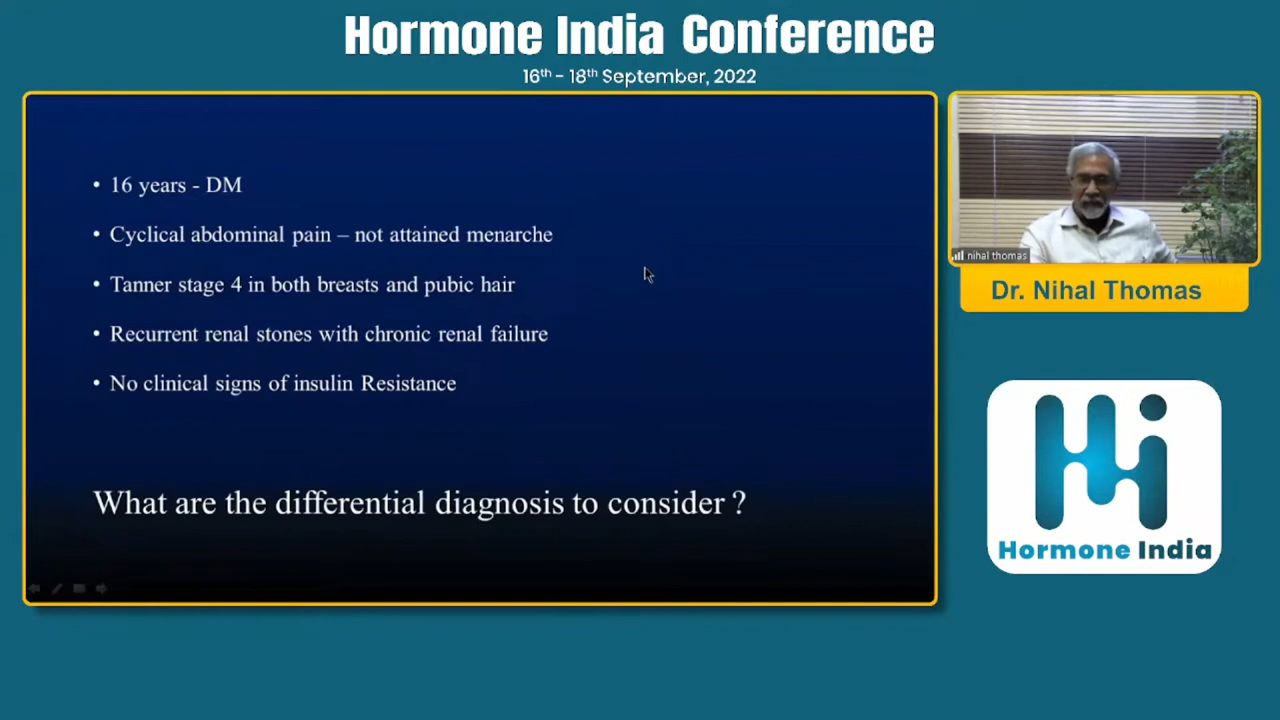 Hormone India Conference
16th - 18th September, 2022
• 16 years - DM
• Cyclical abdominal pain – not attained menarche
• Tanner stage 4 in both breasts and pubic hair
• Recurrent renal stones with chronic renal failure
• No clinical signs of insulin Resistance
What are the differential diagnosis to consider ?
nihal thomas
Dr. Nihal Thomas
Hi
Hormone India